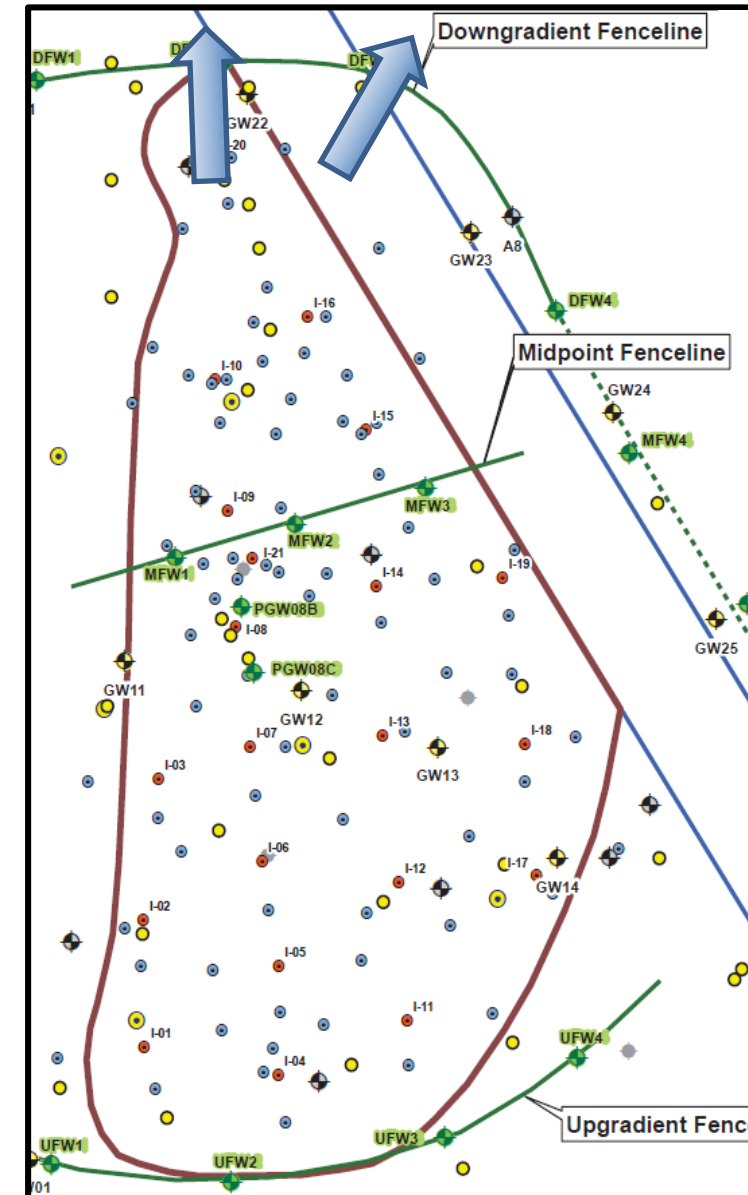 Downgradient Fenceline
DFW1
GW22
I-20
A8
GW23
DFW4
I-16
Midpoint Fenceline
I-10
GW24
I-15
MFW4
MFW3
I-09
MFW2
MFW1
I-21
I-14
I-19
PGW08B
I-08
GW25
PGW08C
GW11
GW12
I-13
I-18
I-07
GW13
I-03
I-06
I-12
I-17
GW14
I-02
I-05
I-11
I-01
UFW4
I-04
Upgradient Fence
UFW3
UFW1
UFW2